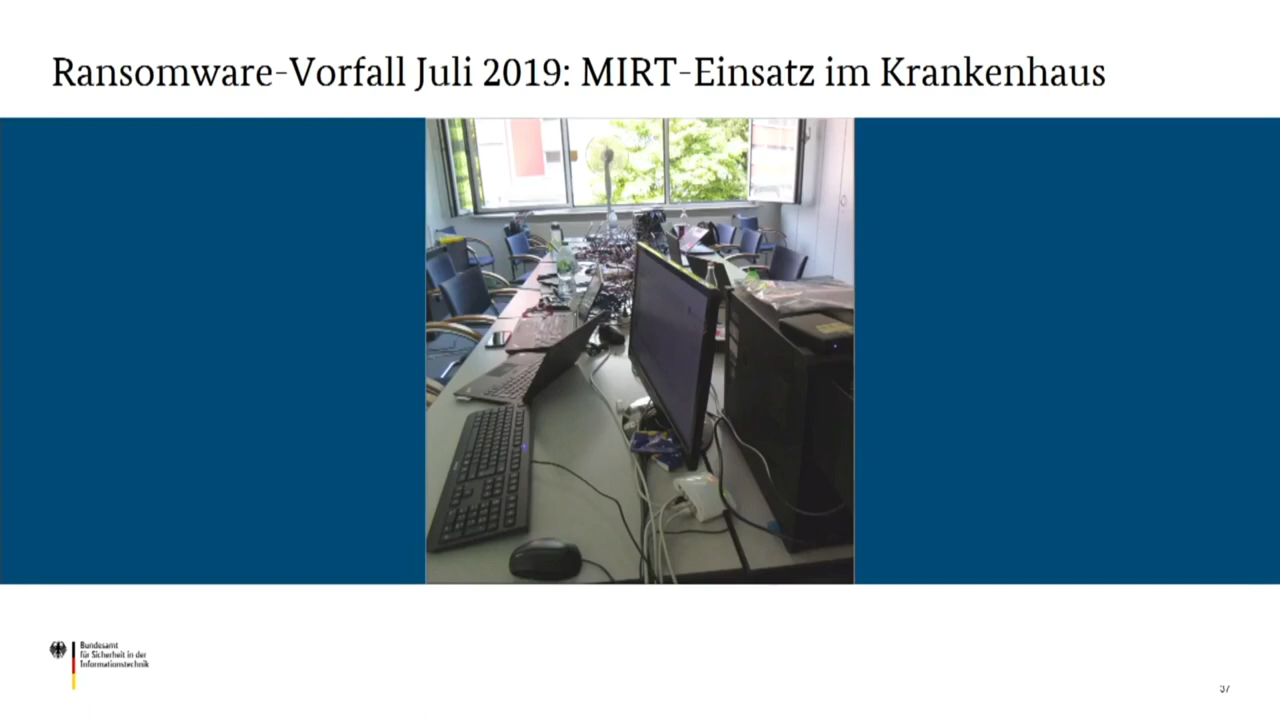 Ransomware-Vorfall Juli 2019: MIRT-Einsatz im Krankenhaus
Bundesamt
für Sicherheit in der
Informationstechnik
37